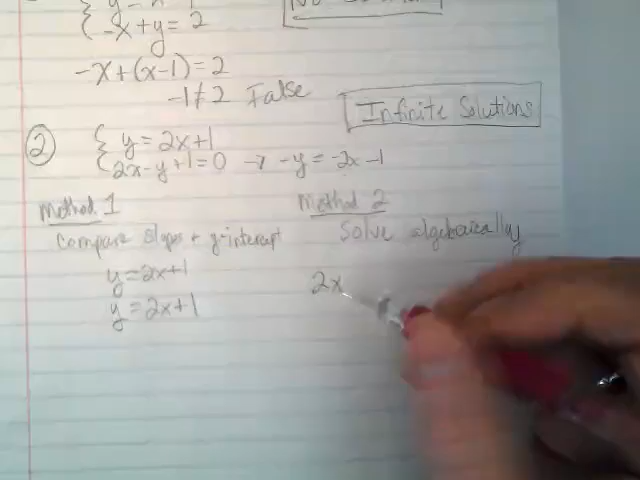 -x+y=2
-x+(x-1)=2
-1≠2 False
Infinite Solutions
2 y=2x+1
2x-y+1=0 → -y=-2x-1
Method 1
Compare slopes + y-intercept
y=2x+1
y=2x+1
Method 2
Solve algebraically
2x